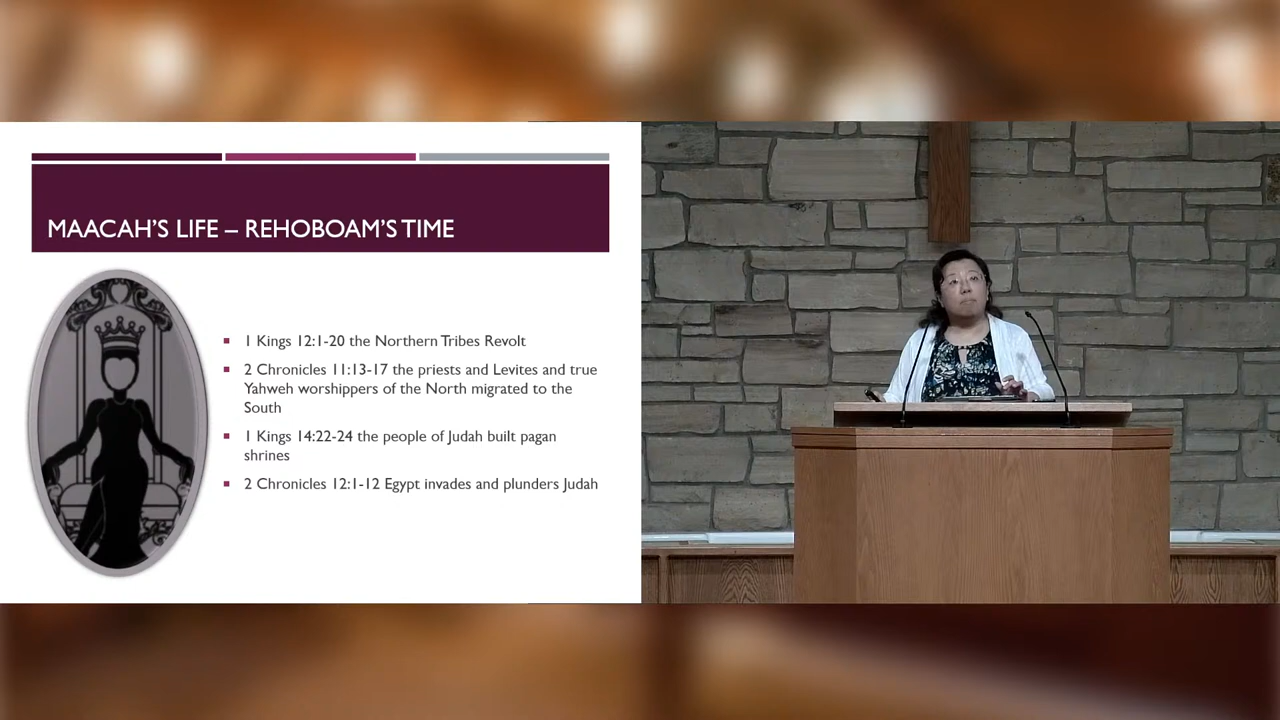 MAACAH'S LIFE – REHOBOAM'S TIME
▪ 1 Kings 12:1-20 the Northern Tribes Revolt
▪ 2 Chronicles 11:13-17 the priests and Levites and true
Yahweh worshippers of the North migrated to the
South
▪ 1 Kings 14:22-24 the people of Judah built pagan
shrines
▪ 2 Chronicles 12:1-12 Egypt invades and plunders Judah